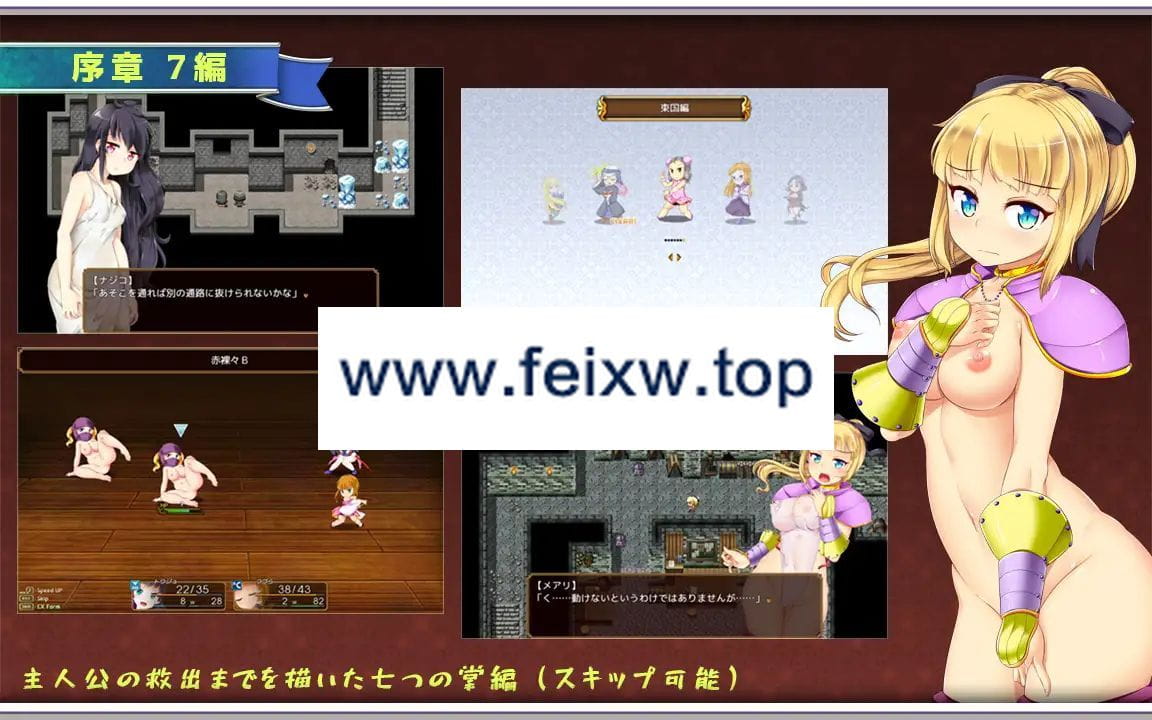 序章 7編
【ナジコ】
「あそこを通れば別の通路に抜けられないかな」
東国編
www.feixw.top
赤裸々B
Speed UP
Skip
EX Form
トウジュ
22/35
8
28
38/43
2
82
【メアリ】
「く……動けないというわけではありませんが……」
主人公の救出までを描いた七つの掌編（スキップ可能）